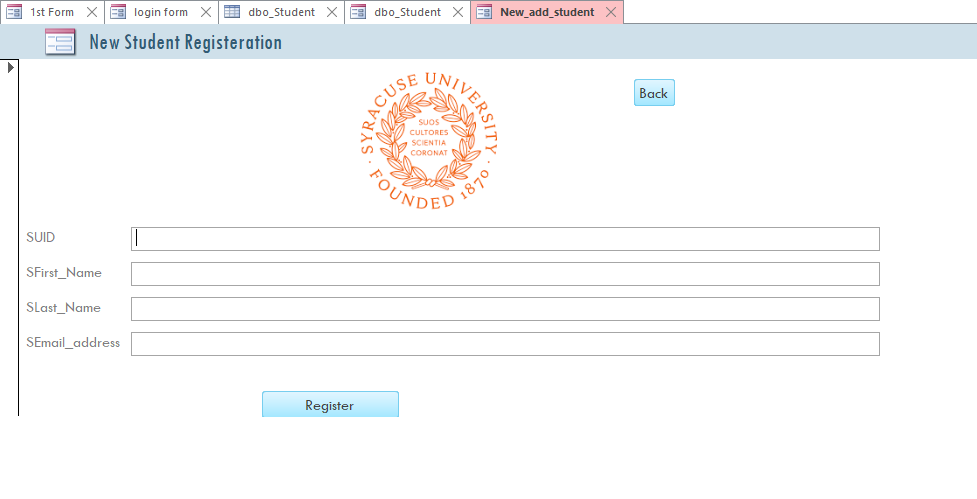 1st Form
login form
dbo_Student
dbo_Student
New_add_student
New Student Registeration
Back
SYRACUSE UNIVERSITY
SUOS
CULTORES
SCIENTIA
CORONAT
FOUNDED 1870
SUID
SFirst_Name
SLast_Name
SEmail_address
Register